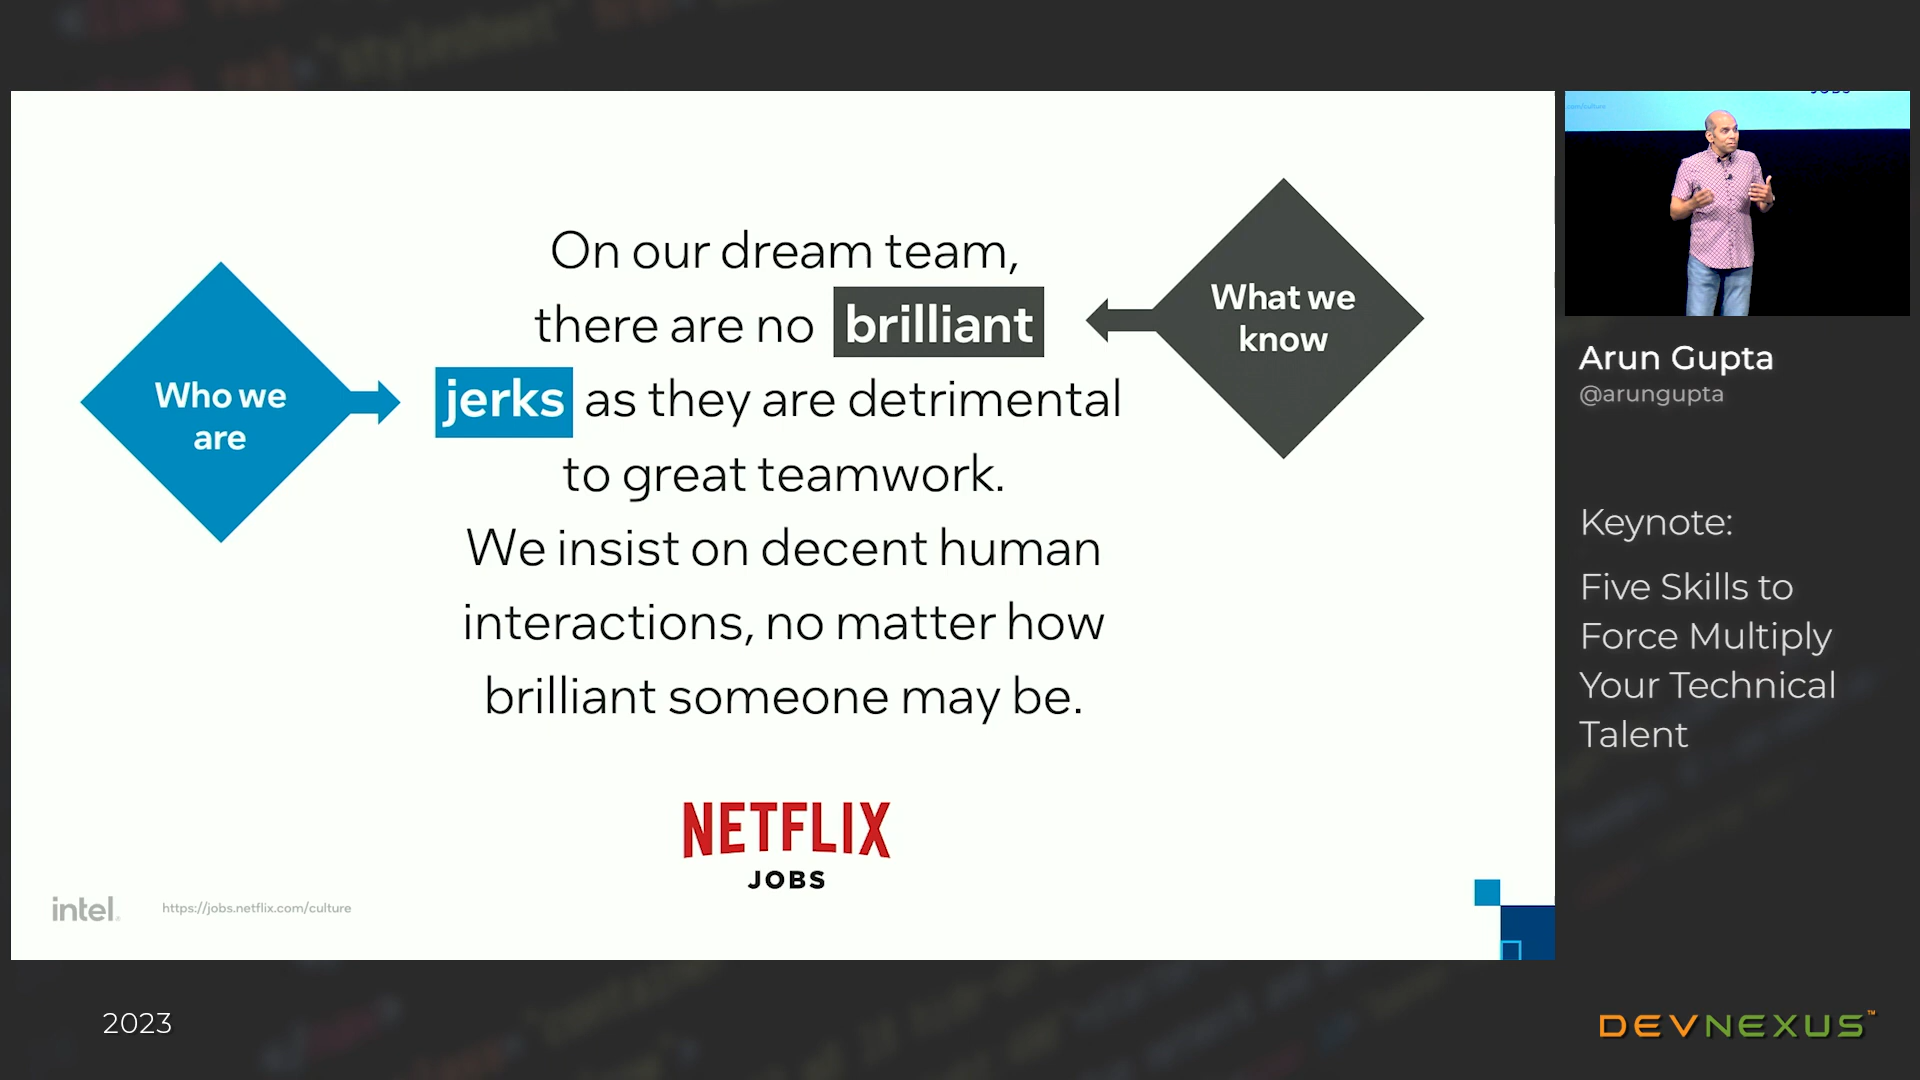 On our dream team,
there are no brilliant
jerks as they are detrimental
to great teamwork.
We insist on decent human
interactions, no matter how
brilliant someone may be.
Who we
are
What we
know
NETFLIX
JOBS
intel.
https://jobs.netflix.com/culture
Arun Gupta
@arungupta
Keynote:
Five Skills to
Force Multiply
Your Technical
Talent
2023
DEVNEXUS™